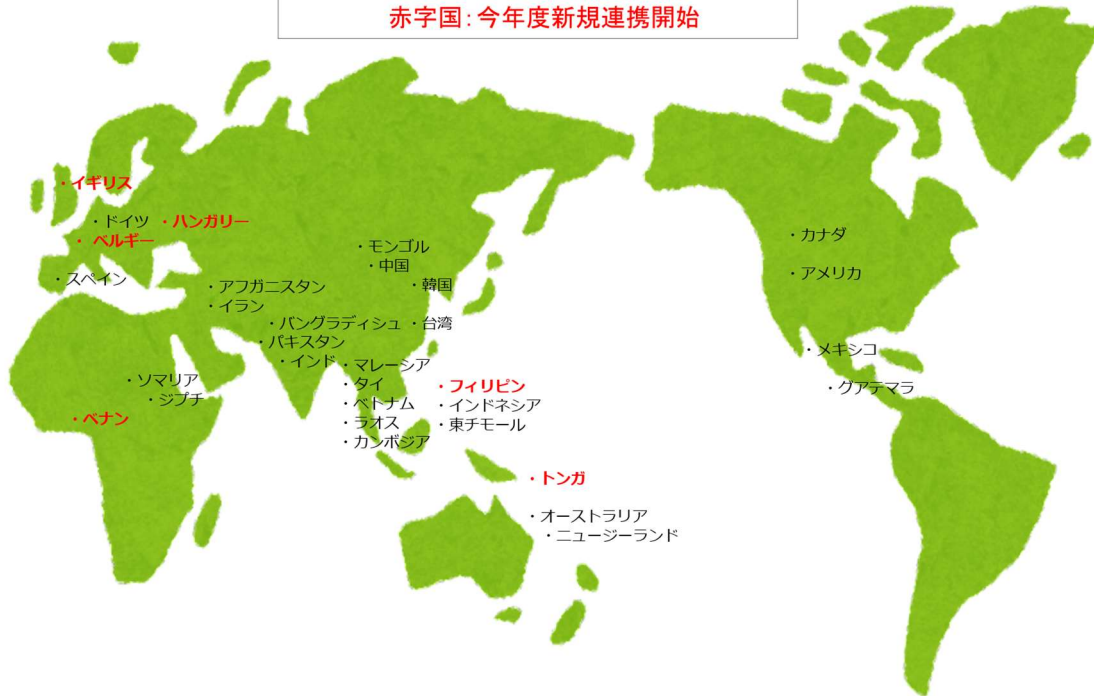 赤字国：今年度新規連携開始
・イギリス
・ドイツ ・ハンガリー
・ ベルギー
・スペイン
・モンゴル
・中国
・韓国
・アフガニスタン
・イラン
・バングラディシュ ・台湾
・パキスタン
・インド
・マレーシア
・タイ
・ベトナム
・ラオス
・カンボジア
・フィリピン
・インドネシア
・東チモール
・ソマリア
・ジプチ
・ベナン
・トンガ
・オーストラリア
・ニュージーランド
・カナダ
・アメリカ
・メキシコ
・グアテマラ